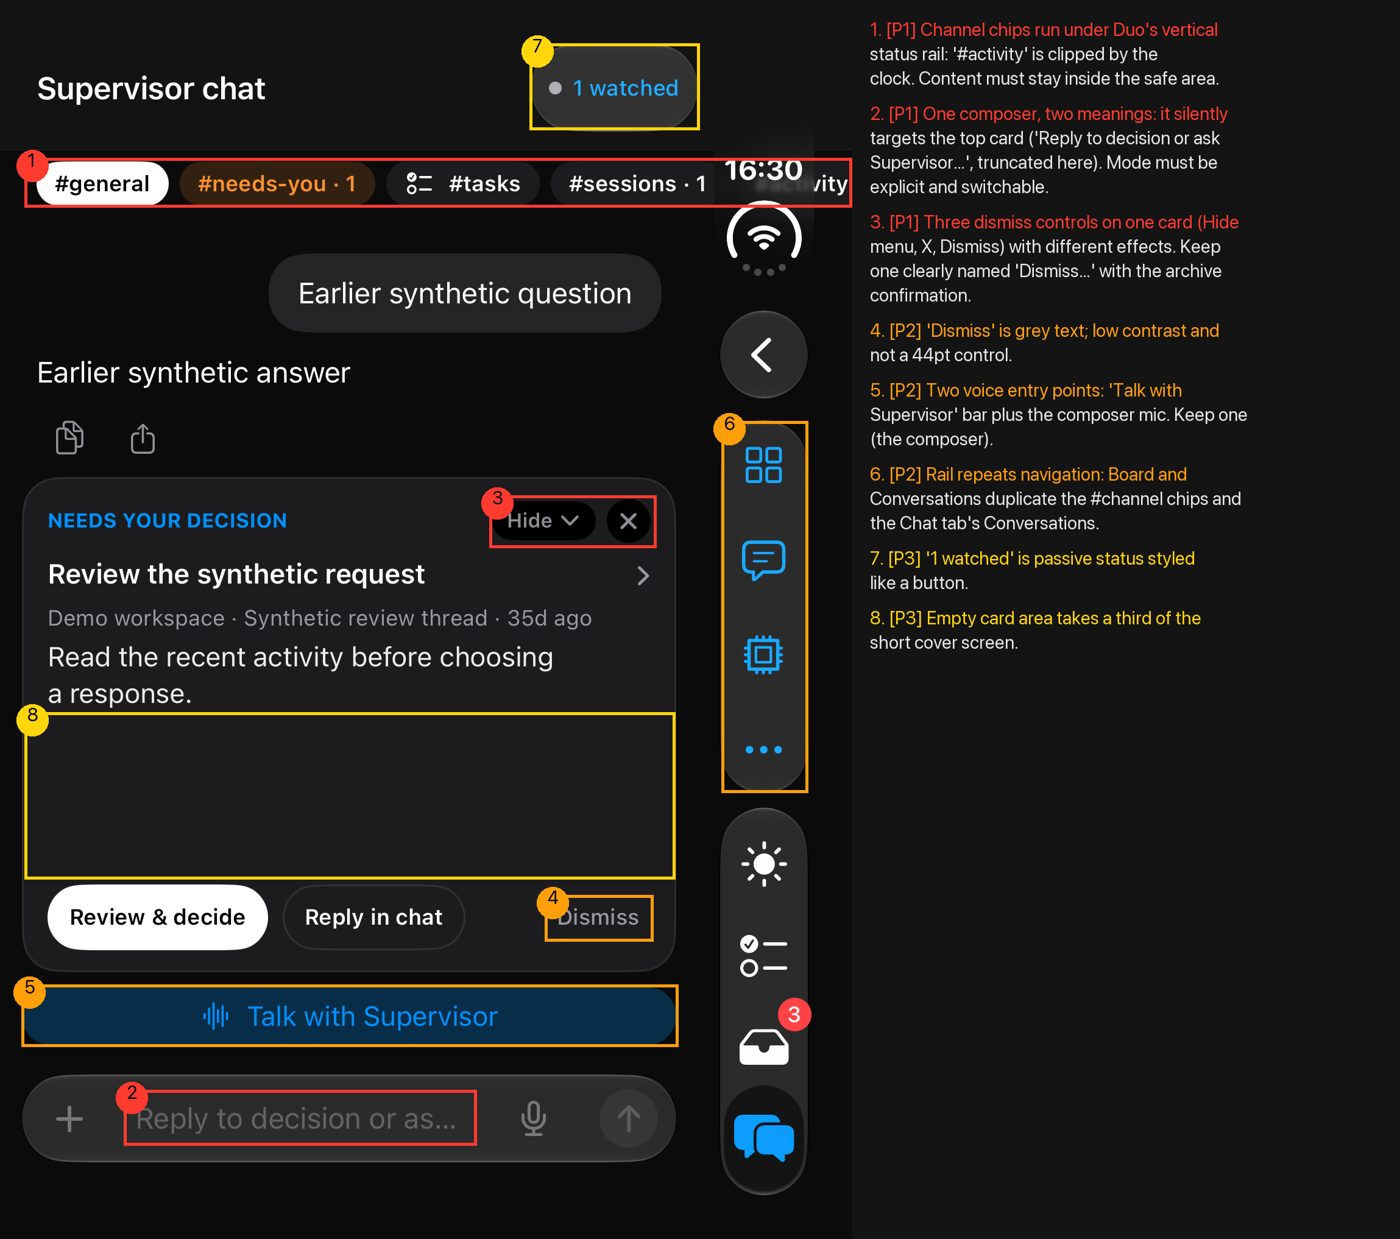 7
Supervisor chat
1 watched
1
#general
#needs-you · 1
#tasks
#sessions · 1
16:30
Earlier synthetic question
Earlier synthetic answer
6
3
NEEDS YOUR DECISION
Hide
Review the synthetic request
Demo workspace · Synthetic review thread · 35d ago
Read the recent activity before choosing
a response.
8
4
Review & decide
Reply in chat
Dismiss
5
Talk with Supervisor
3
2
Reply to decision or as...
1. [P1] Channel chips run under Duo's vertical
status rail: '#activity' is clipped by the
clock. Content must stay inside the safe area.
2. [P1] One composer, two meanings: it silently
targets the top card ('Reply to decision or ask
Supervisor…', truncated here). Mode must be
explicit and switchable.
3. [P1] Three dismiss controls on one card (Hide
menu, X, Dismiss) with different effects. Keep
one clearly named 'Dismiss…' with the archive
confirmation.
4. [P2] 'Dismiss' is grey text; low contrast and
not a 44pt control.
5. [P2] Two voice entry points: 'Talk with
Supervisor' bar plus the composer mic. Keep one
(the composer).
6. [P2] Rail repeats navigation: Board and
Conversations duplicate the #channel chips and
the Chat tab's Conversations.
7. [P3] '1 watched' is passive status styled
like a button.
8. [P3] Empty card area takes a third of the
short cover screen.